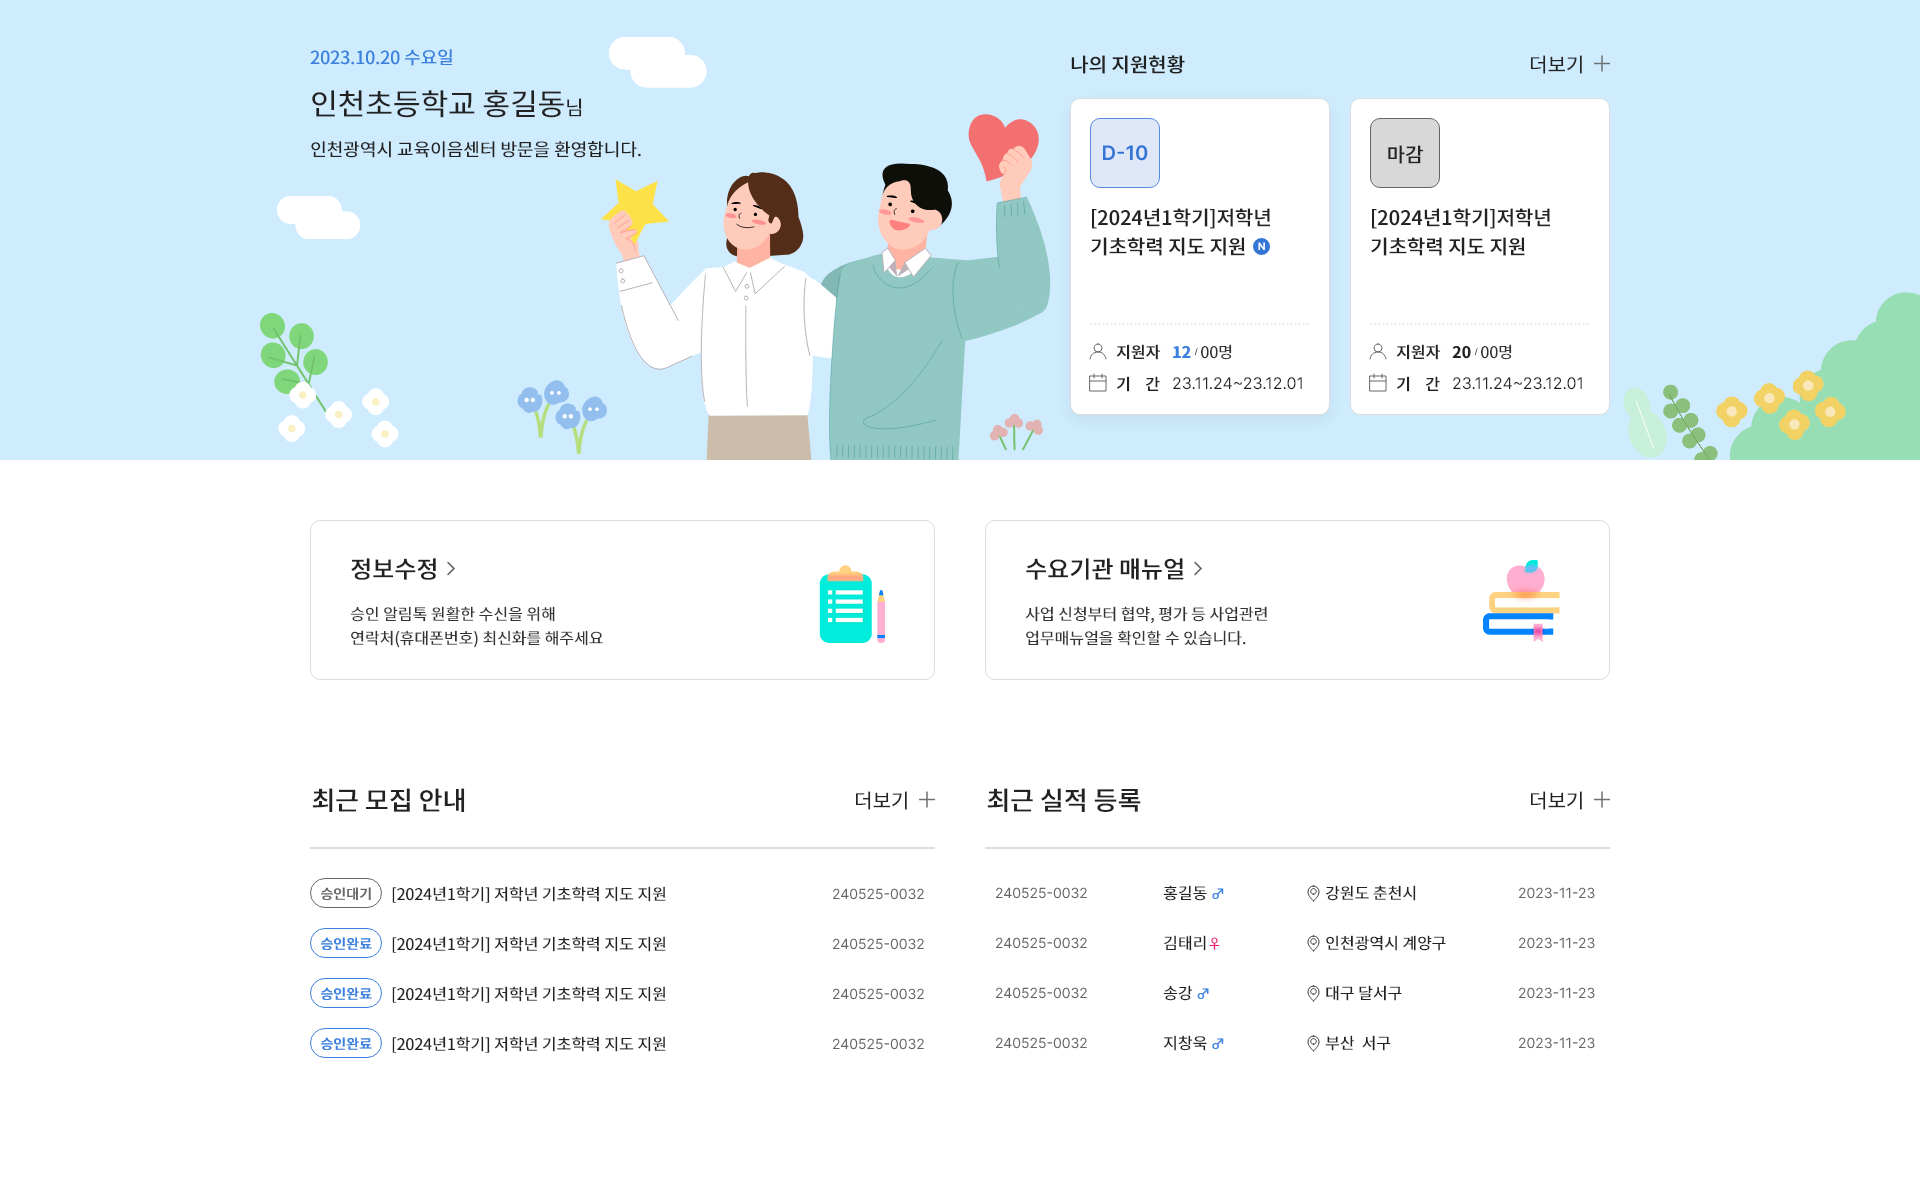 2023.10.20 수요일
인천초등학교 홍길동님
인천광역시 교육이음센터 방문을 환영합니다.
나의 지원현황
더보기
D-10
[2024년1학기]저학년
기초학력 지도 지원 N
지원자 12 / 00명
기 간 23.11.24~23.12.01
마감
[2024년1학기]저학년
기초학력 지도 지원
지원자 20 / 00명
기 간 23.11.24~23.12.01
정보수정
승인 알림톡 원활한 수신을 위해
연락처(휴대폰번호) 최신화를 해주세요
수요기관 매뉴얼
사업 신청부터 협약, 평가 등 사업관련
업무매뉴얼을 확인할 수 있습니다.
최근 모집 안내
더보기
승인대기 [2024년1학기] 저학년 기초학력 지도 지원 240525-0032
승인완료 [2024년1학기] 저학년 기초학력 지도 지원 240525-0032
승인완료 [2024년1학기] 저학년 기초학력 지도 지원 240525-0032
승인완료 [2024년1학기] 저학년 기초학력 지도 지원 240525-0032
최근 실적 등록
더보기
240525-0032 홍길동 ♂ 강원도 춘천시 2023-11-23
240525-0032 김태리 ♀ 인천광역시 계양구 2023-11-23
240525-0032 송강 ♂ 대구 달서구 2023-11-23
240525-0032 지창욱 ♂ 부산 서구 2023-11-23